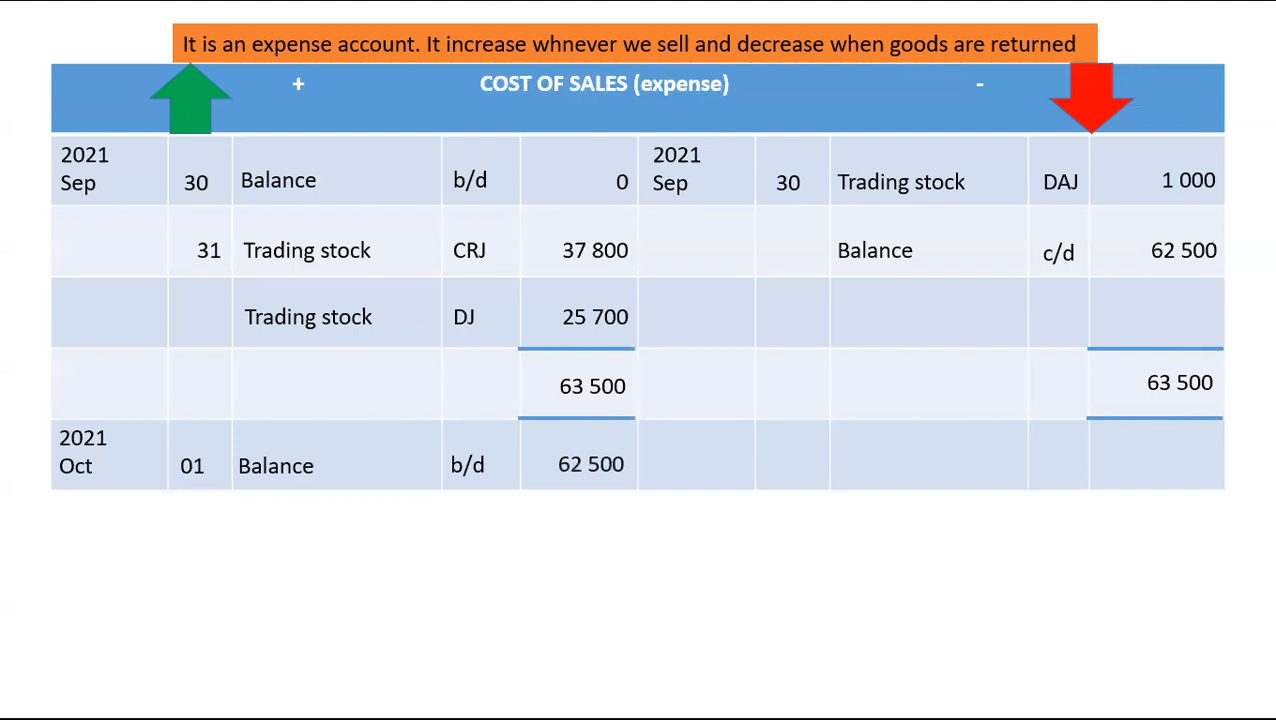 It is an expense account. It increase whnever we sell and decrease when goods are returned
+ COST OF SALES (expense) -
2021 Sep 30 Balance b/d 0 2021 Sep 30 Trading stock DAJ 1 000
31 Trading stock CRJ 37 800 Balance c/d 62 500
Trading stock DJ 25 700
63 500 63 500
2021 Oct 01 Balance b/d 62 500